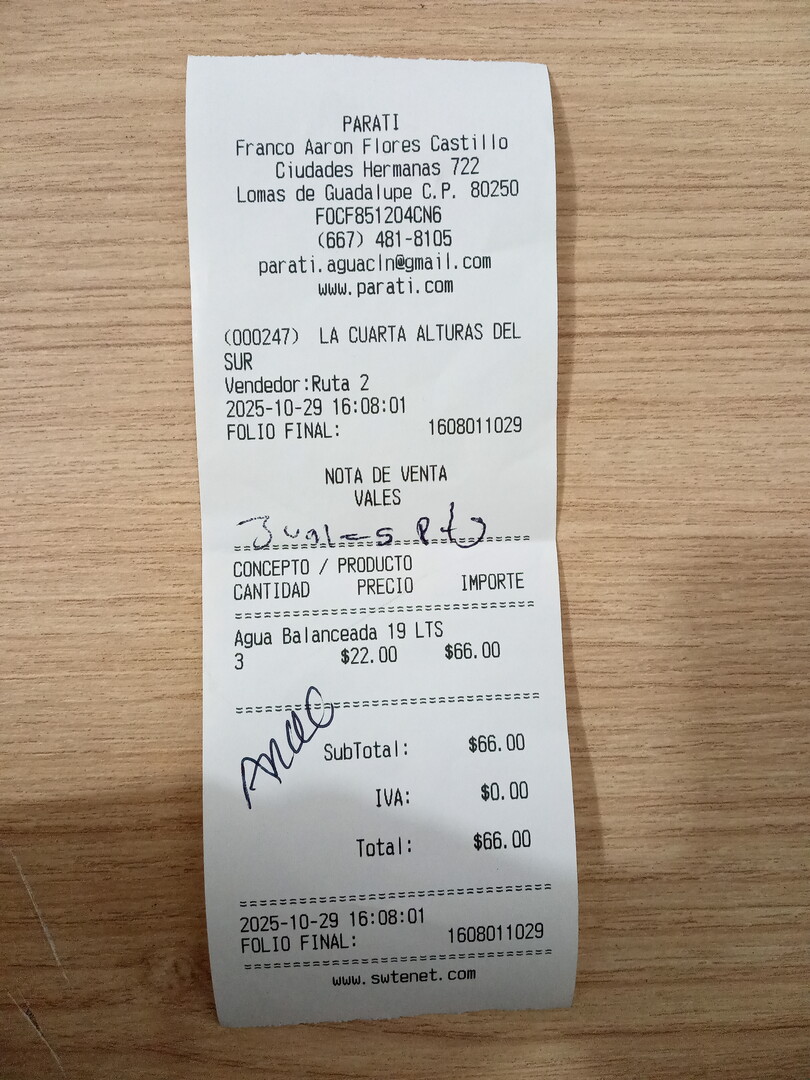 PARATI
Franco Aaron Flores Castillo
Ciudades Hermanas 722
Lomas de Guadalupe C.P. 80250
FOCF851204CN6
(667) 481-8105
parati.aguacln@gmail.com
www.parati.com
(000247) LA CUARTA ALTURAS DEL
SUR
Vendedor:Ruta 2
2025-10-29 16:08:01
FOLIO FINAL: 1608011029
NOTA DE VENTA
VALES
==================================
CONCEPTO / PRODUCTO
CANTIDAD PRECIO IMPORTE
==================================
Agua Balanceada 19 LTS
3 $22.00 $66.00
==================================
SubTotal: $66.00
IVA: $0.00
Total: $66.00
==================================
2025-10-29 16:08:01
FOLIO FINAL: 1608011029
==================================
www.swtenet.com